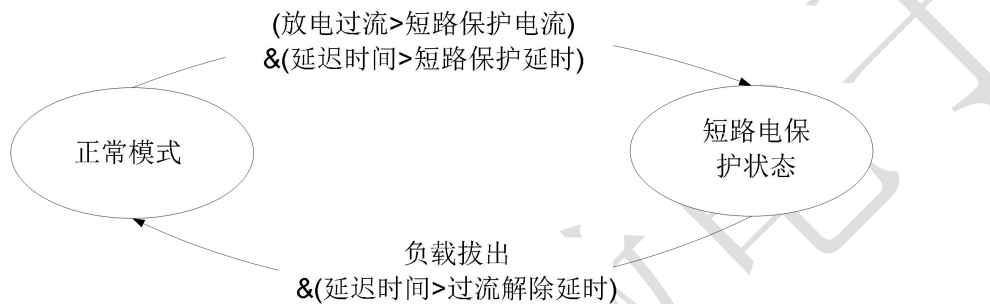 (放电过流>短路保护电流)
&(延迟时间>短路保护延时)
正常模式
短路电保
护状态
负载拔出
&(延迟时间>过流解除延时)